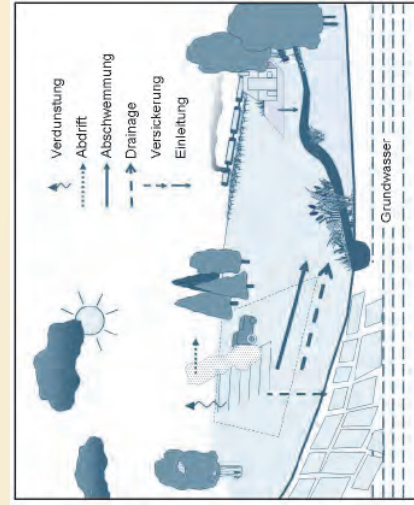 Verdunstung
Abdrift
Abschwemmung
Drainage
Versickerung
Einleitung
Grundwasser